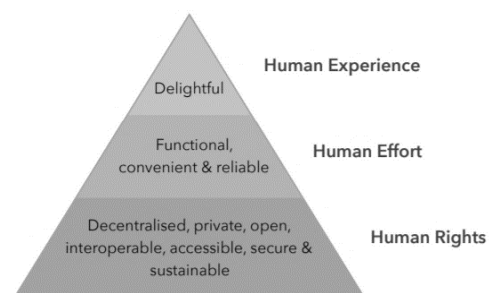 Human Experience
Delightful
Functional,
convenient & reliable
Human Effort
Decentralised, private, open,
interoperable, accessible, secure &
sustainable
Human Rights